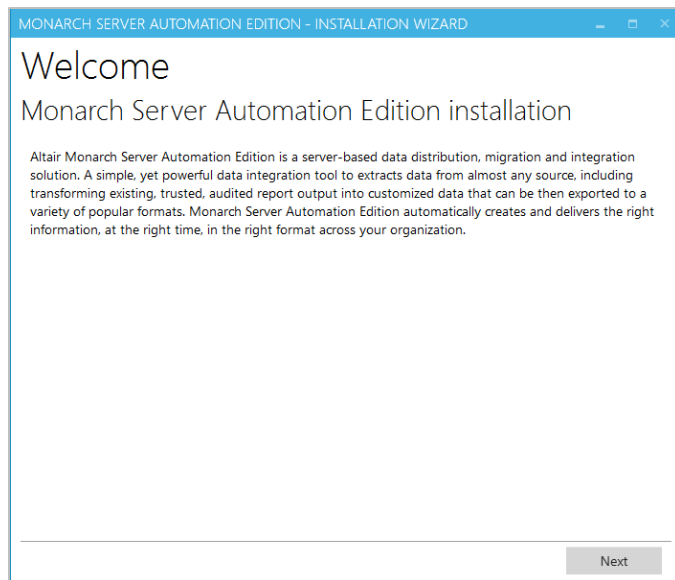 MONARCH SERVER AUTOMATION EDITION - INSTALLATION WIZARD
Welcome
Monarch Server Automation Edition installation
Altair Monarch Server Automation Edition is a server-based data distribution, migration and integration
solution. A simple, yet powerful data integration tool to extracts data from almost any source, including
transforming existing, trusted, audited report output into customized data that can be then exported to a
variety of popular formats. Monarch Server Automation Edition automatically creates and delivers the right
information, at the right time, in the right format across your organization.
Next